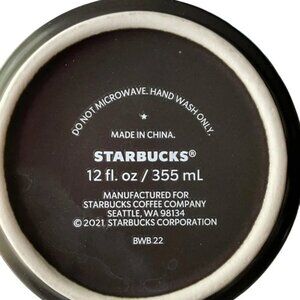 DO NOT MICROWAVE. HAND WASH ONLY.
MADE IN CHINA.
STARBUCKS®
12 fl. oz / 355 mL
MANUFACTURED FOR
STARBUCKS COFFEE COMPANY
SEATTLE, WA 98134
© 2021 STARBUCKS CORPORATION
BWB 22